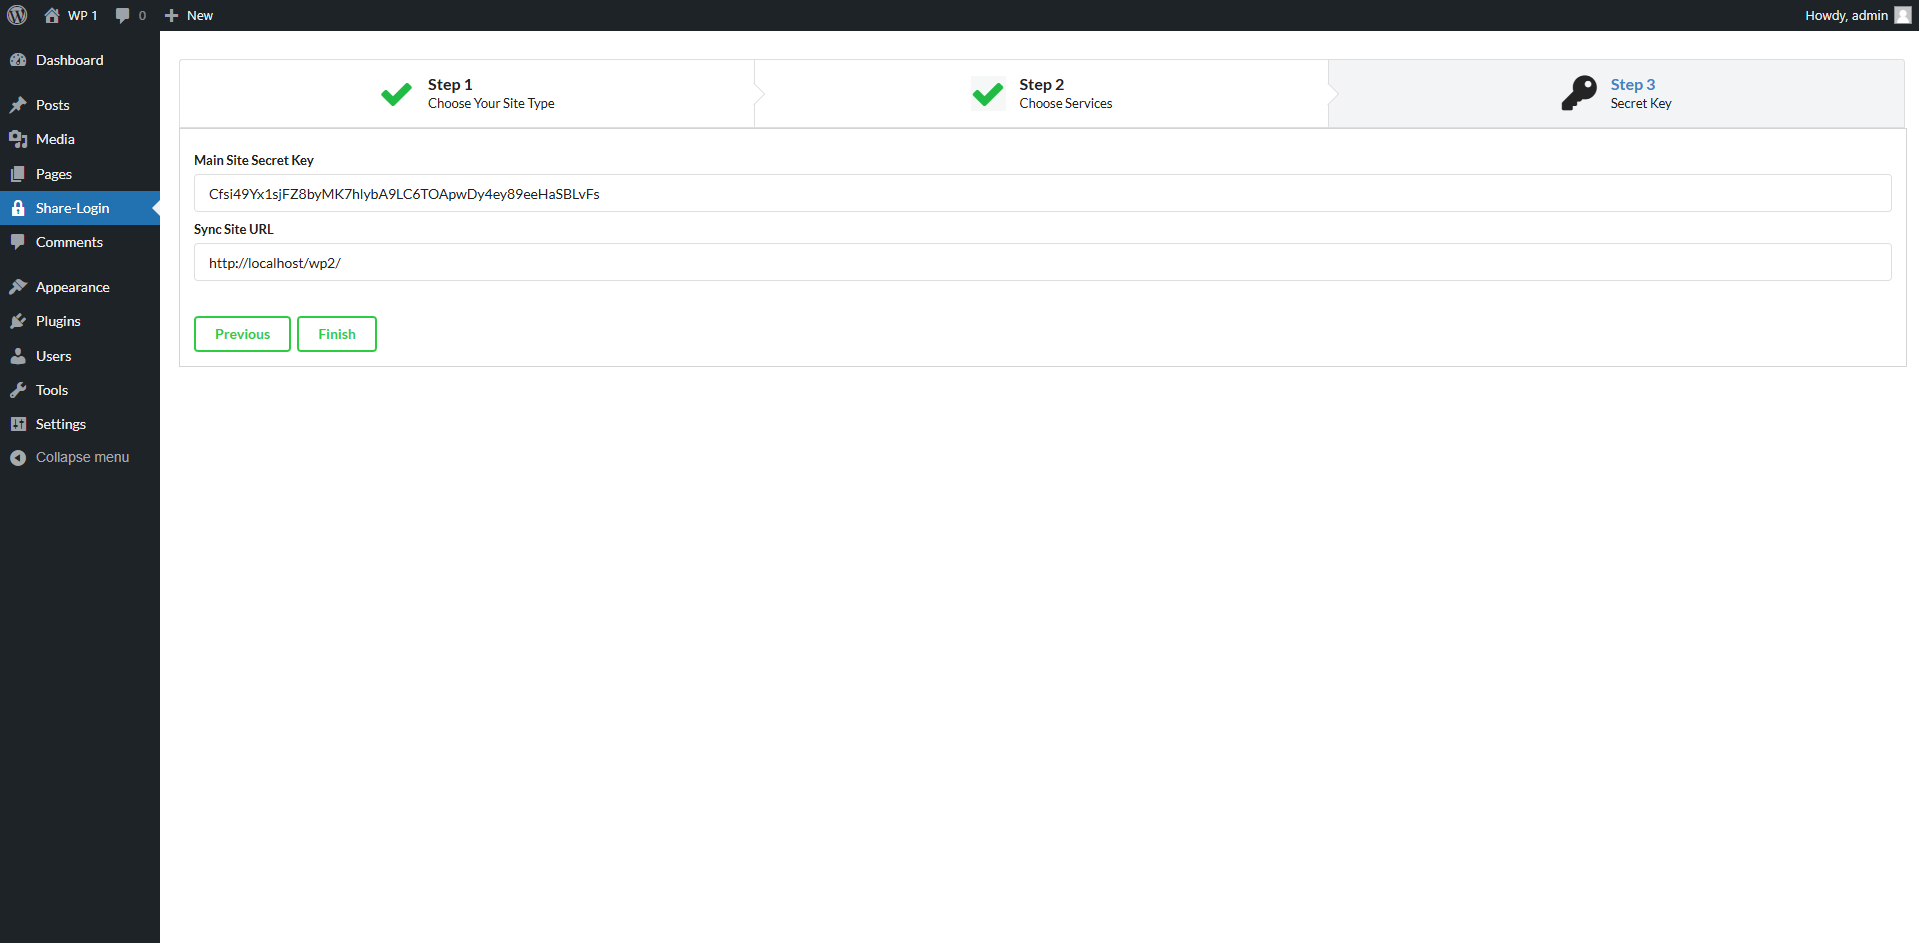 WP 1
0
New
Howdy, admin
Dashboard
Posts
Media
Pages
Share-Login
Comments
Appearance
Plugins
Users
Tools
Settings
Collapse menu
Step 1
Choose Your Site Type
Step 2
Choose Services
Step 3
Secret Key
Main Site Secret Key
Cfsi49Yx1sjFZ8byMK7hlybA9LC6TOApwDy4ey89eeHaSBLvFs
Sync Site URL
http://localhost/wp2/
Previous
Finish